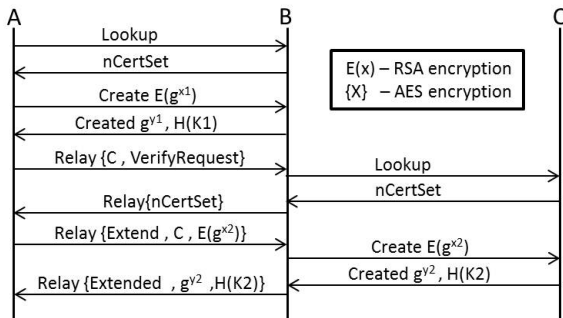 A B C
Lookup
nCertSet
E(x) – RSA encryption
{X} – AES encryption
Create E(g^x1)
Created g^y1, H(K1)
Relay {C , VerifyRequest}
Lookup
nCertSet
Relay{nCertSet}
Relay {Extend , C , E(g^x2)}
Create E(g^x2)
Created g^y2, H(K2)
Relay {Extended , g^y2 ,H(K2)}